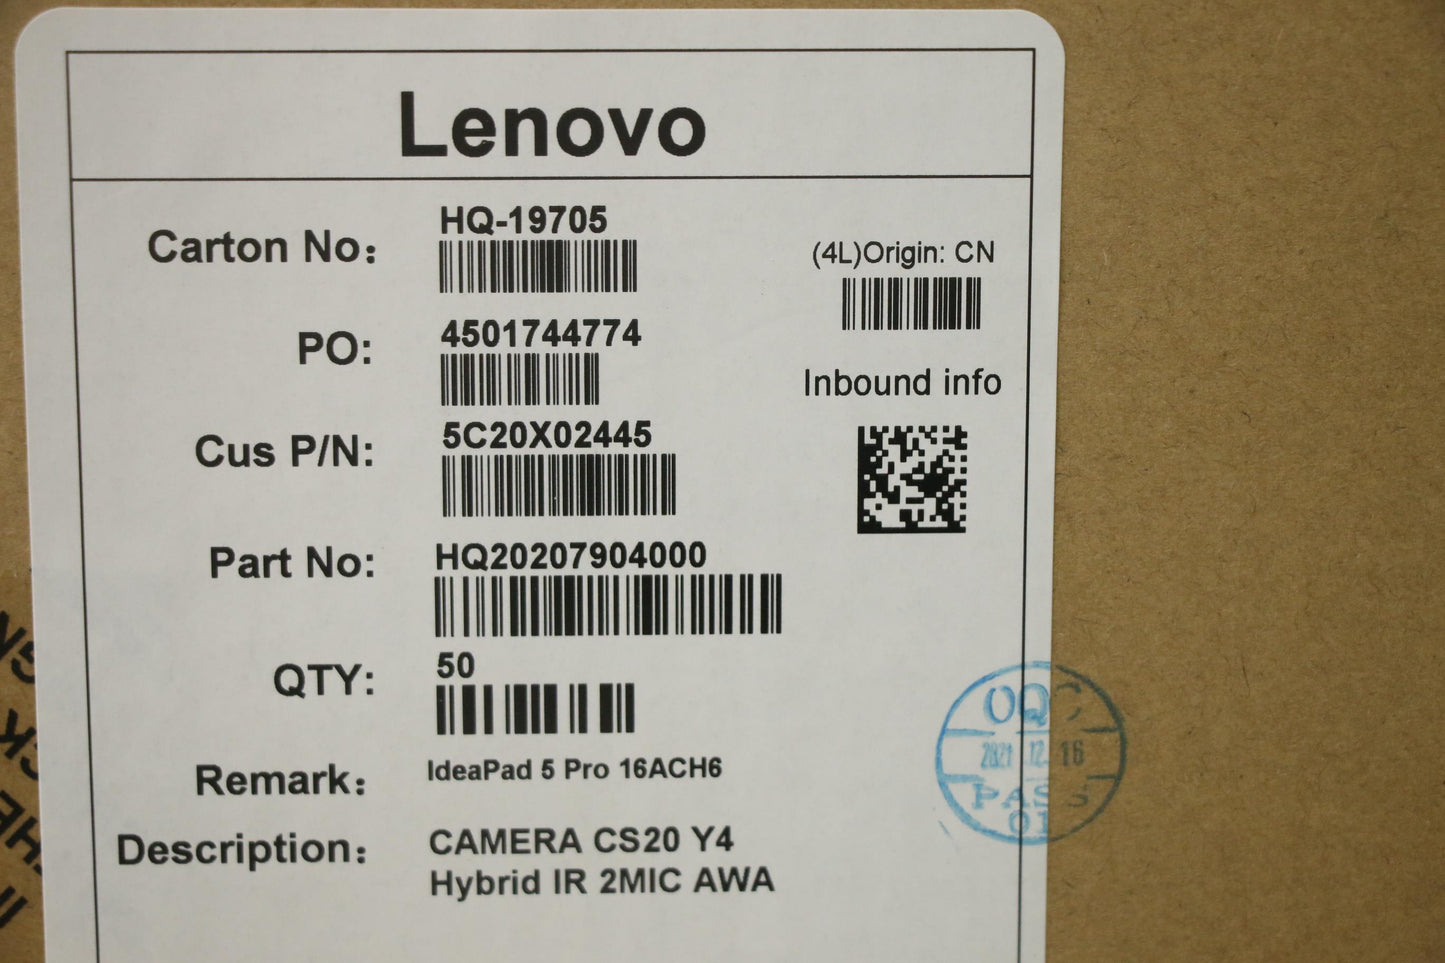 Lenovo
Carton No: HQ-19705
(4L)Origin: CN
PO: 4501744774
Inbound info
Cus P/N: 5C20X02445
Part No: HQ20207904000
QTY: 50
Remark: IdeaPad 5 Pro 16ACH6
Description: CAMERA CS20 Y4
Hybrid IR 2MIC AWA
OQC
2021.12.16
PASS
01